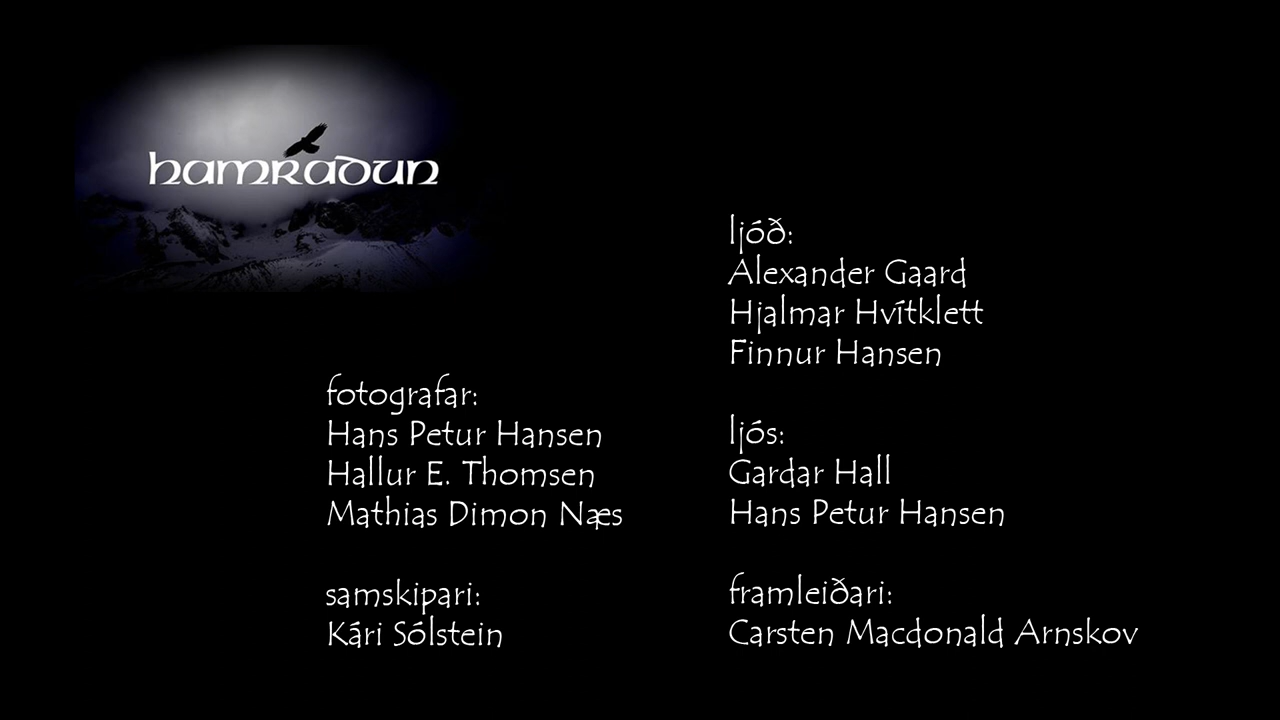 hamRáðun
fotografar:
Hans Petur Hansen
Hallur E. Thomsen
Mathias Dimon Næs
samskipari:
Kári Sólstein
ljóð:
Alexander Gaard
Hjalmar Hvítklett
Finnur Hansen
ljós:
Gardar Hall
Hans Petur Hansen
framleiðari:
Carsten Macdonald Arnskov